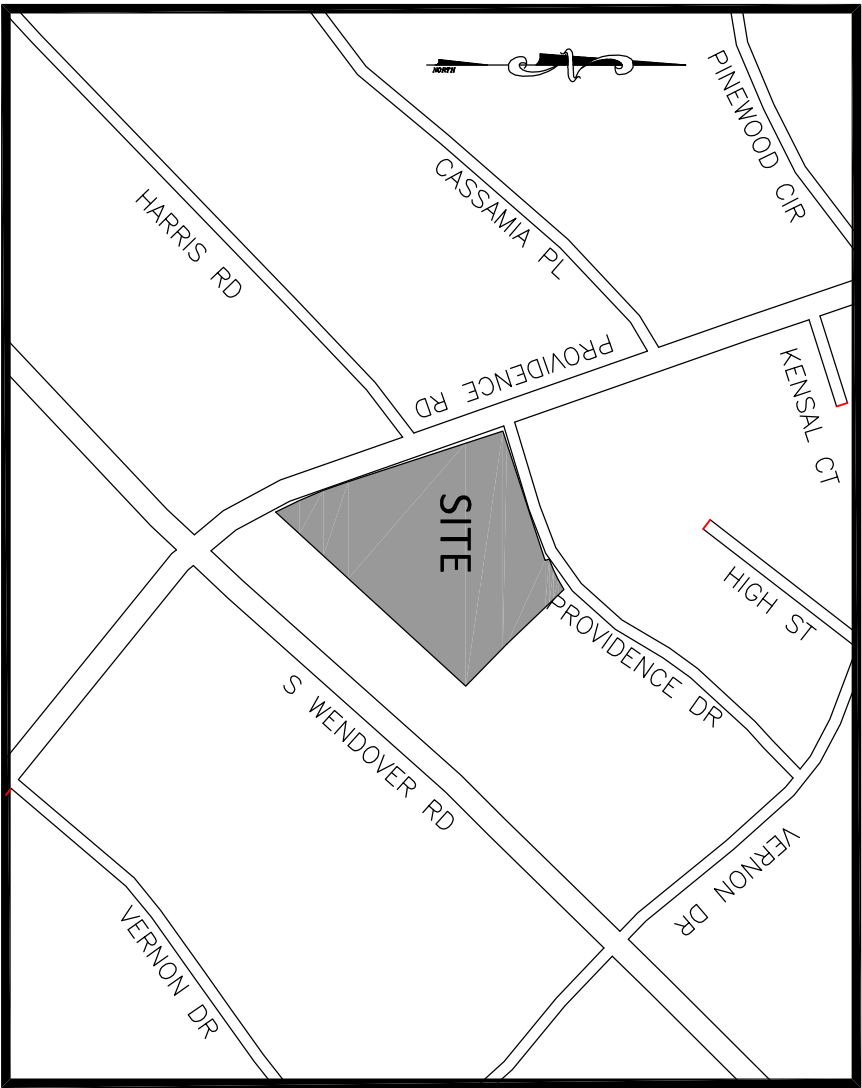 NORTH
PINEWOOD CIR
CASSAMIA PL
HARRIS RD
PROVIDENCE RD
KENSAL CT
SITE
HIGH ST
PROVIDENCE DR
S WENDOVER RD
VERNON DR
VERNON DR